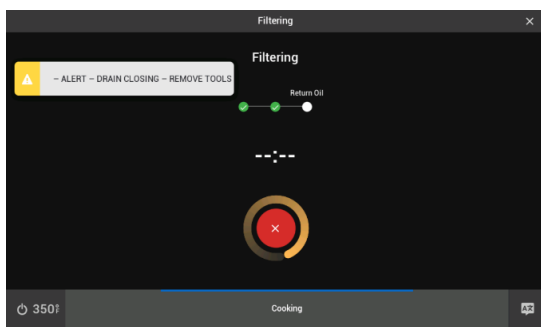 Filtering
Filtering
– ALERT – DRAIN CLOSING – REMOVE TOOLS
Return Oil
--:--
350°F
Cooking